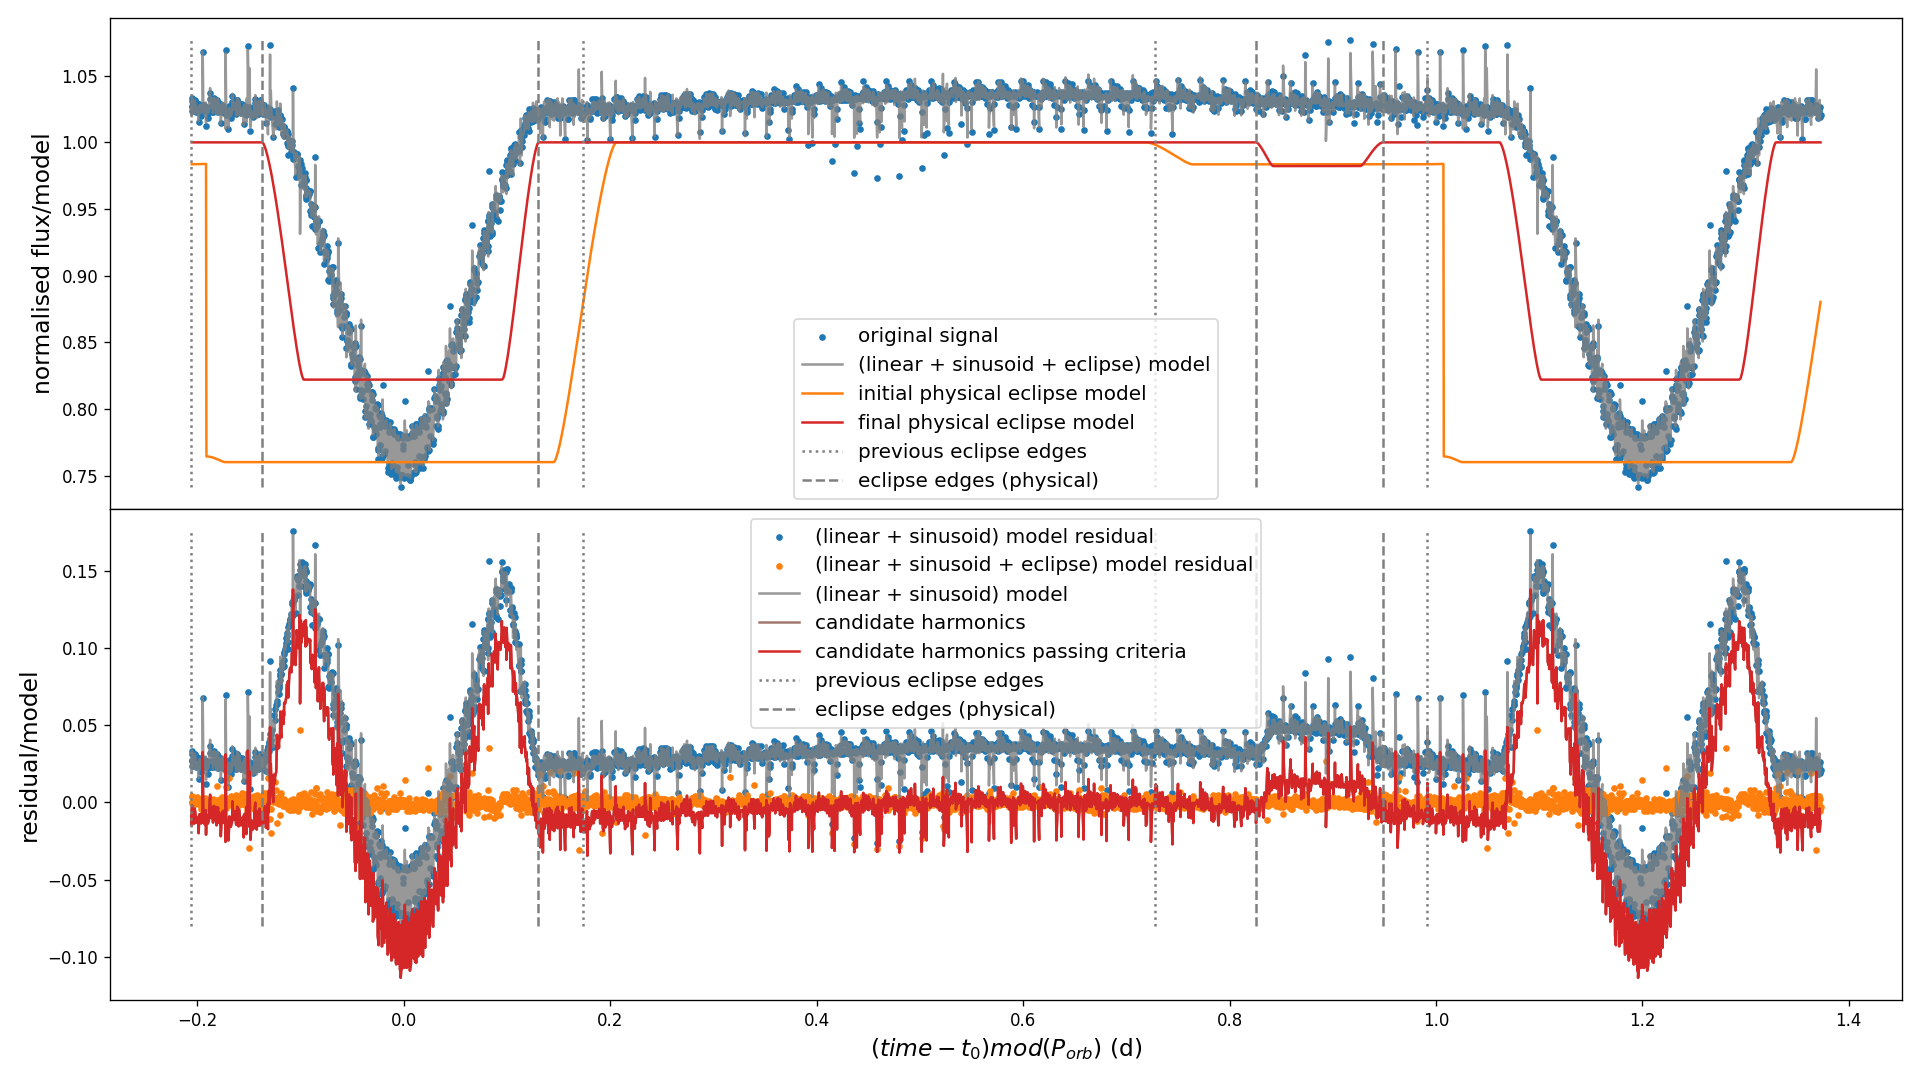 normalised flux/model
1.05
1.00
0.95
0.90
0.85
0.80
0.75
original signal
(linear + sinusoid + eclipse) model
initial physical eclipse model
final physical eclipse model
previous eclipse edges
eclipse edges (physical)
residual/model
0.15
0.10
0.05
0.00
−0.05
−0.10
(linear + sinusoid) model residual
(linear + sinusoid + eclipse) model residual
(linear + sinusoid) model
candidate harmonics
candidate harmonics passing criteria
previous eclipse edges
eclipse edges (physical)
−0.2 0.0 0.2 0.4 0.6 0.8 1.0 1.2 1.4
(time − t₀)mod(P_orb) (d)